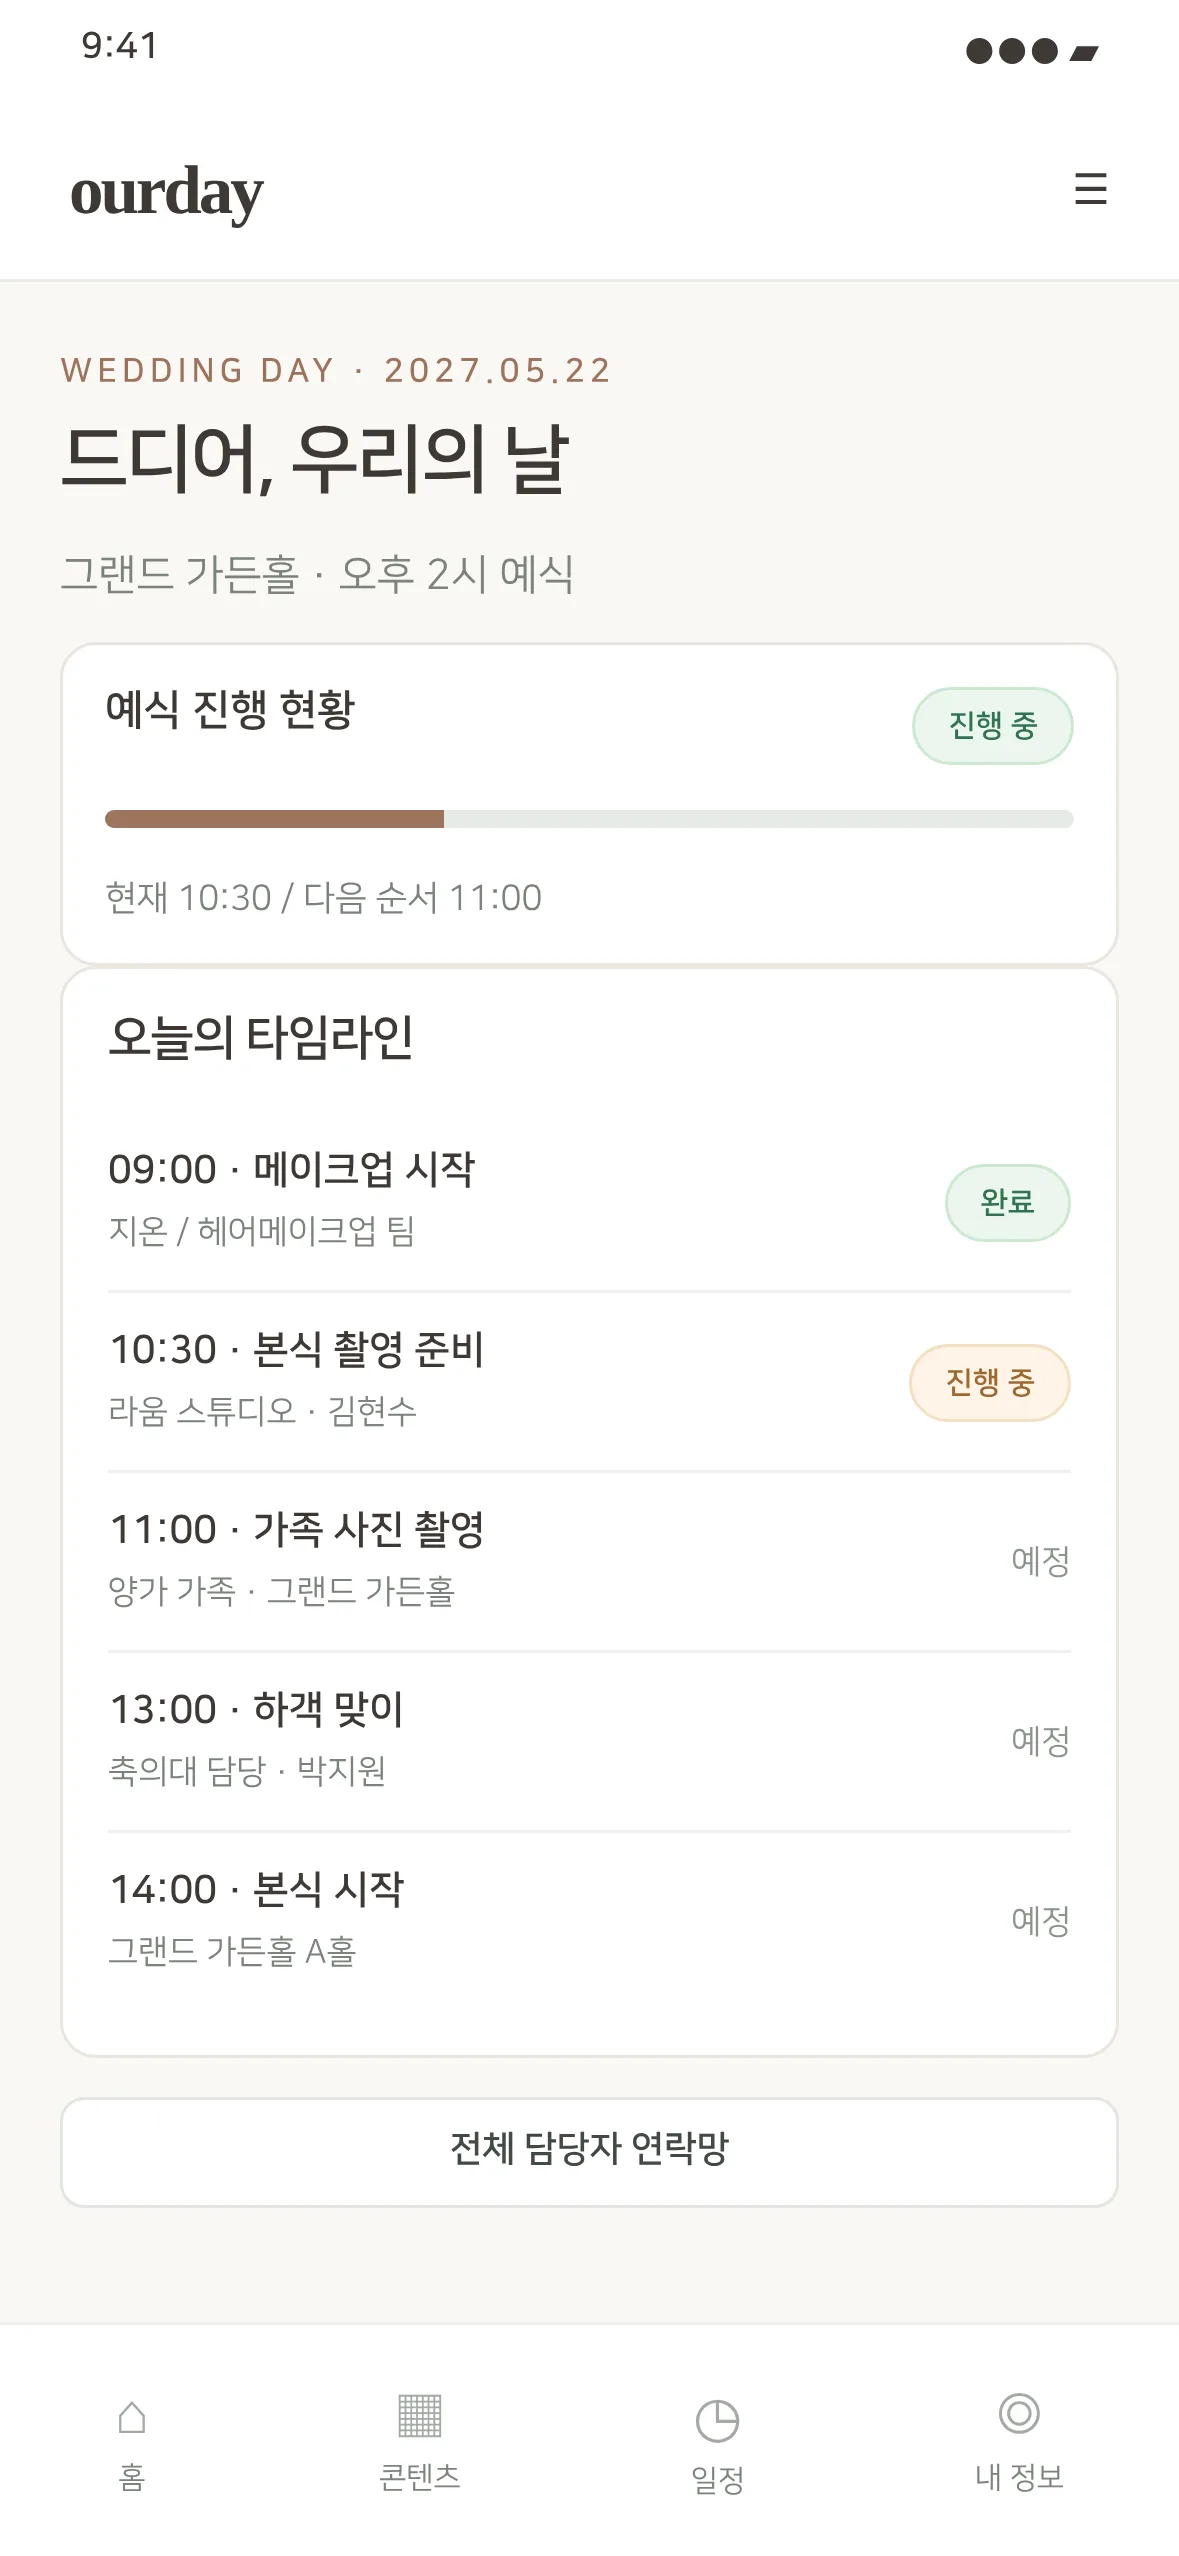 9:41
ourday
WEDDING DAY · 2027.05.22
드디어, 우리의 날
그랜드 가든홀 · 오후 2시 예식
예식 진행 현황
진행 중
현재 10:30 / 다음 순서 11:00
오늘의 타임라인
09:00 · 메이크업 시작
지온 / 헤어메이크업 팀
완료
10:30 · 본식 촬영 준비
라움 스튜디오 · 김현수
진행 중
11:00 · 가족 사진 촬영
양가 가족 · 그랜드 가든홀
예정
13:00 · 하객 맞이
축의대 담당 · 박지원
예정
14:00 · 본식 시작
그랜드 가든홀 A홀
예정
전체 담당자 연락망
홈
콘텐츠
일정
내 정보